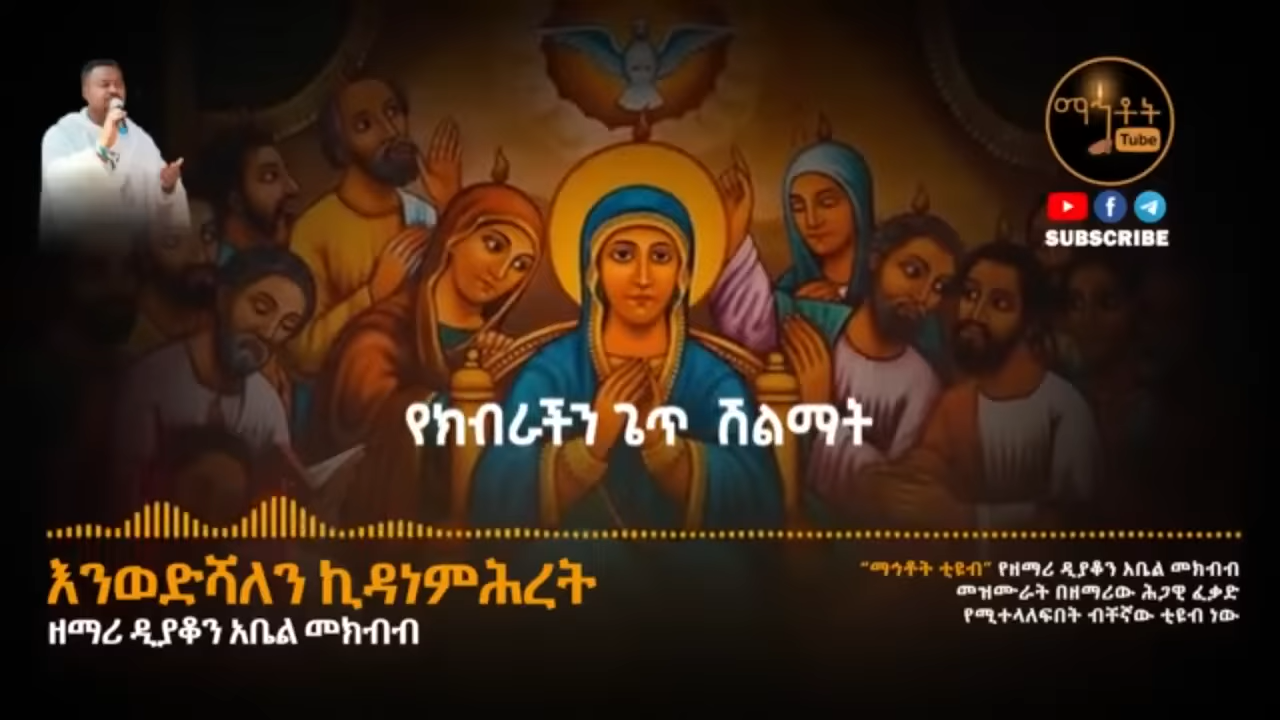 ማኅቶት
Tube
SUBSCRIBE
የክብራችን ጌጥ ሽልማት
እንወድሻለን ኪዳነምሕረት
ዘማሪ ዲያቆን አቤል መክብብ
“ማኅቶት ቲዩብ” የዘማሪ ዲያቆን አቤል መክብብ
መዝሙራት በዘማሪው ሕጋዊ ፈቃድ
የሚተላለፍበት ብቸኛው ቲዩብ ነው